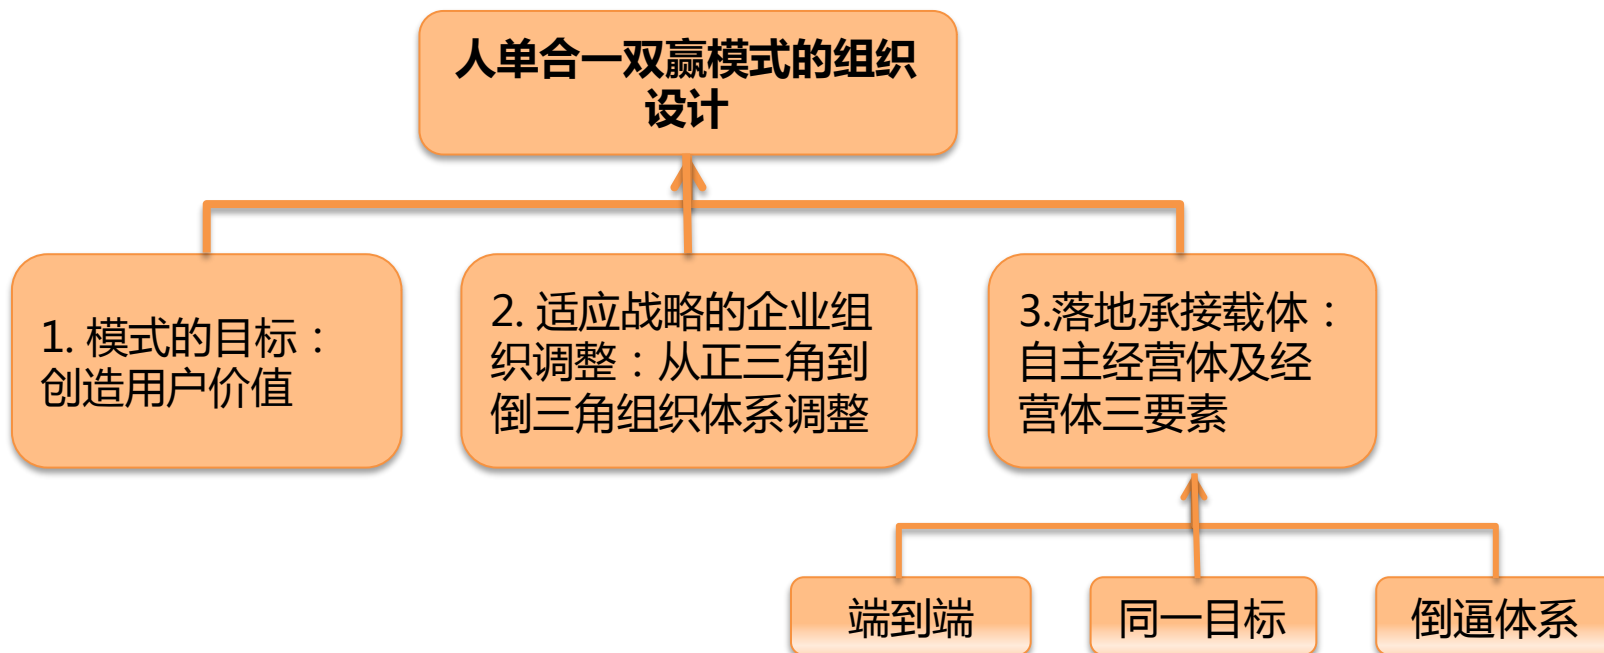 人单合一双赢模式的组织
设计
1. 模式的目标：
创造用户价值
2. 适应战略的企业组
织调整：从正三角到
倒三角组织体系调整
3.落地承接载体：
自主经营体及经
营体三要素
端到端
同一目标
倒逼体系